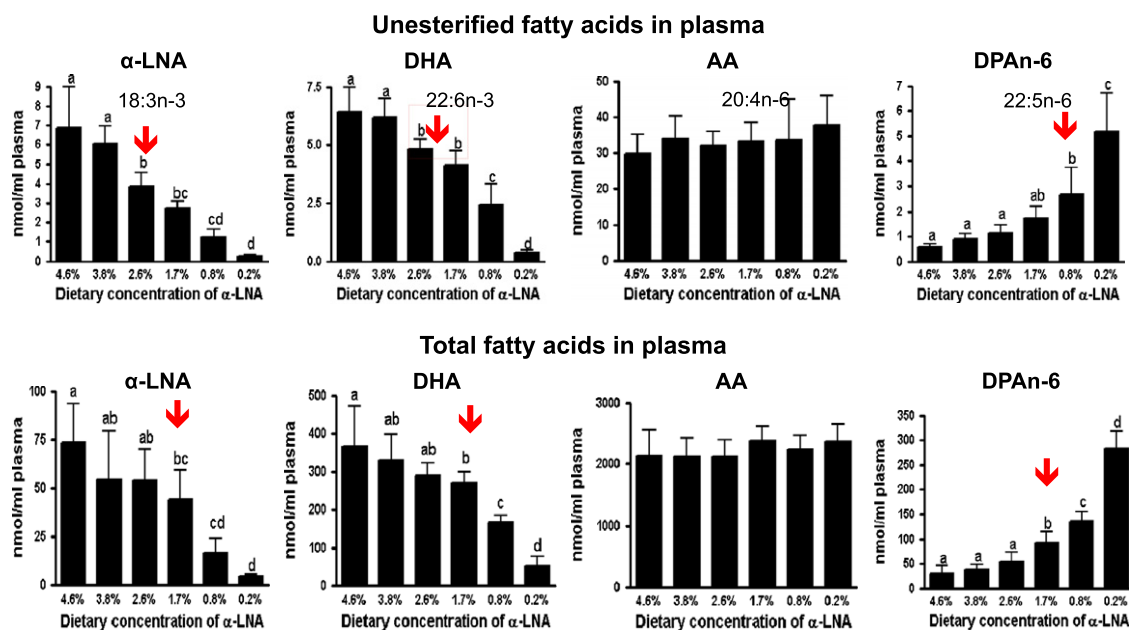 Unesterified fatty acids in plasma
α-LNA
18:3n-3
nmol/ml plasma
9
8
7
6
5
4
3
2
1
0
a
a
b
bc
cd
d
4.6% 3.8% 2.6% 1.7% 0.8% 0.2%
Dietary concentration of α-LNA
DHA
22:6n-3
nmol/ml plasma
7.5
5.0
2.5
0.0
a
a
b
b
c
d
4.6% 3.8% 2.6% 1.7% 0.8% 0.2%
Dietary concentration of α-LNA
AA
20:4n-6
nmol/ml plasma
50
40
30
20
10
0
4.6% 3.8% 2.6% 1.7% 0.8% 0.2%
Dietary concentration of α-LNA
DPAn-6
22:5n-6
nmol/ml plasma
7
6
5
4
3
2
1
0
a
a
a
ab
b
c
4.6% 3.8% 2.6% 1.7% 0.8% 0.2%
Dietary concentration of α-LNA
Total fatty acids in plasma
α-LNA
nmol/ml plasma
100
75
50
25
0
a
ab
ab
bc
cd
d
4.6% 3.8% 2.6% 1.7% 0.8% 0.2%
Dietary concentration of α-LNA
DHA
nmol/ml plasma
500
400
300
200
100
0
a
ab
ab
b
c
d
4.6% 3.8% 2.6% 1.7% 0.8% 0.2%
Dietary concentration of α-LNA
AA
nmol/ml plasma
3000
2000
1000
0
4.6% 3.8% 2.6% 1.7% 0.8% 0.2%
Dietary concentration of α-LNA
DPAn-6
nmol/ml plasma
350
300
250
200
150
100
50
0
a
a
a
b
c
d
4.6% 3.8% 2.6% 1.7% 0.8% 0.2%
Dietary concentration of α-LNA